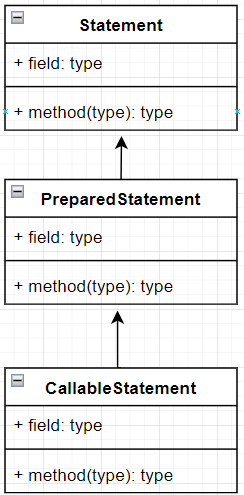 Statement
+ field: type
+ method(type): type
PreparedStatement
+ field: type
+ method(type): type
CallableStatement
+ field: type
+ method(type): type